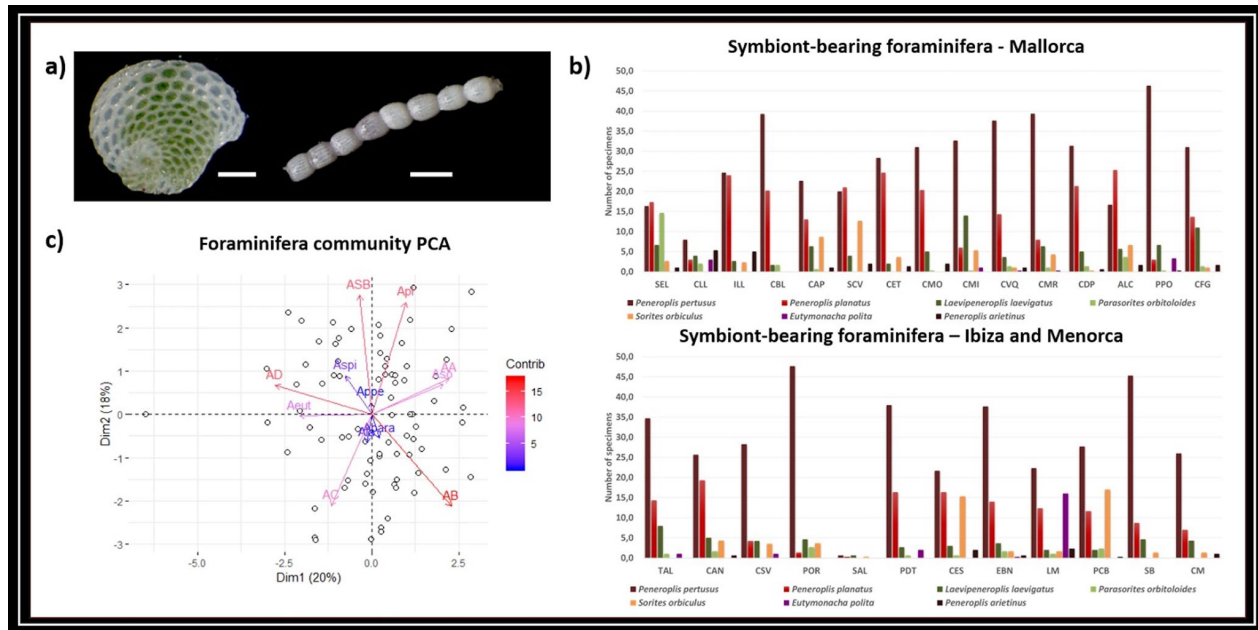 a)
b)
Symbiont-bearing foraminifera - Mallorca
50,0
45,0
40,0
35,0
30,0
25,0
20,0
15,0
10,0
5,0
0,0
Number of specimens
SEL CLL ILL CBL CAP SCV CET CMO CMI CVQ CMR CDP ALC PPO CFG
Peneroplis pertusus Peneroplis planatus Laevipeneroplis laevigatus Parasorites orbitoloides
Sorites orbiculus Eutymonacha polita Peneroplis arietinus
Symbiont-bearing foraminifera – Ibiza and Menorca
50,0
45,0
40,0
35,0
30,0
25,0
20,0
15,0
10,0
5,0
0,0
Number of specimens
TAL CAN CSV POR SAL PDT CES EBN LM PCB SB CM
Peneroplis pertusus Peneroplis planatus Laevipeneroplis laevigatus Parasorites orbitoloides
Sorites orbiculus Eutymonacha polita Peneroplis arietinus
c)
Foraminifera community PCA
Dim2 (18%)
3
2
1
0
-1
-2
-3
ASB
Apl
Aspi
AA
AD
Appe
Aeut
AC
AB
-5.0 -2.5 0.0 2.5
Dim1 (20%)
Contrib
15
10
5